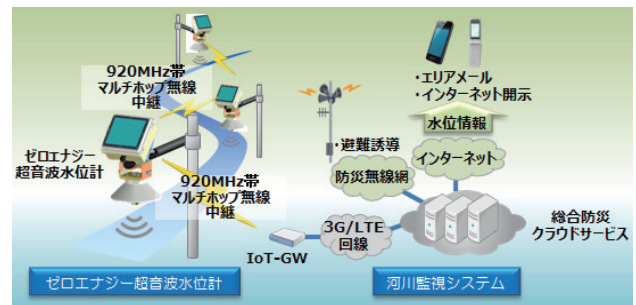 920MHz帯
マルチホップ無線
中継
ゼロエナジー
超音波水位計
920MHz帯
マルチホップ無線
中継
IoT-GW
3G/LTE
回線
・避難誘導
防災無線網
・エリアメール
・インターネット開示
水位情報
インターネット
総合防災
クラウドサービス
ゼロエナジー超音波水位計
河川監視システム